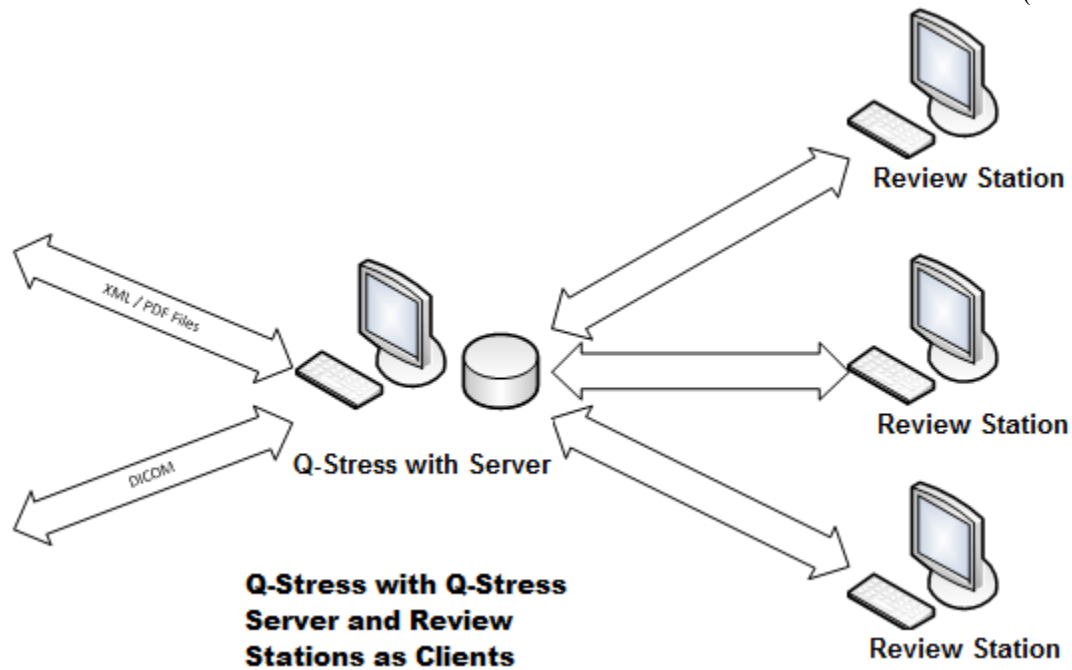 (
Review Station
XML / PDF Files
Review Station
Q-Stress with Server
DICOM
Q-Stress with Q-Stress
Server and Review
Stations as Clients
Review Station